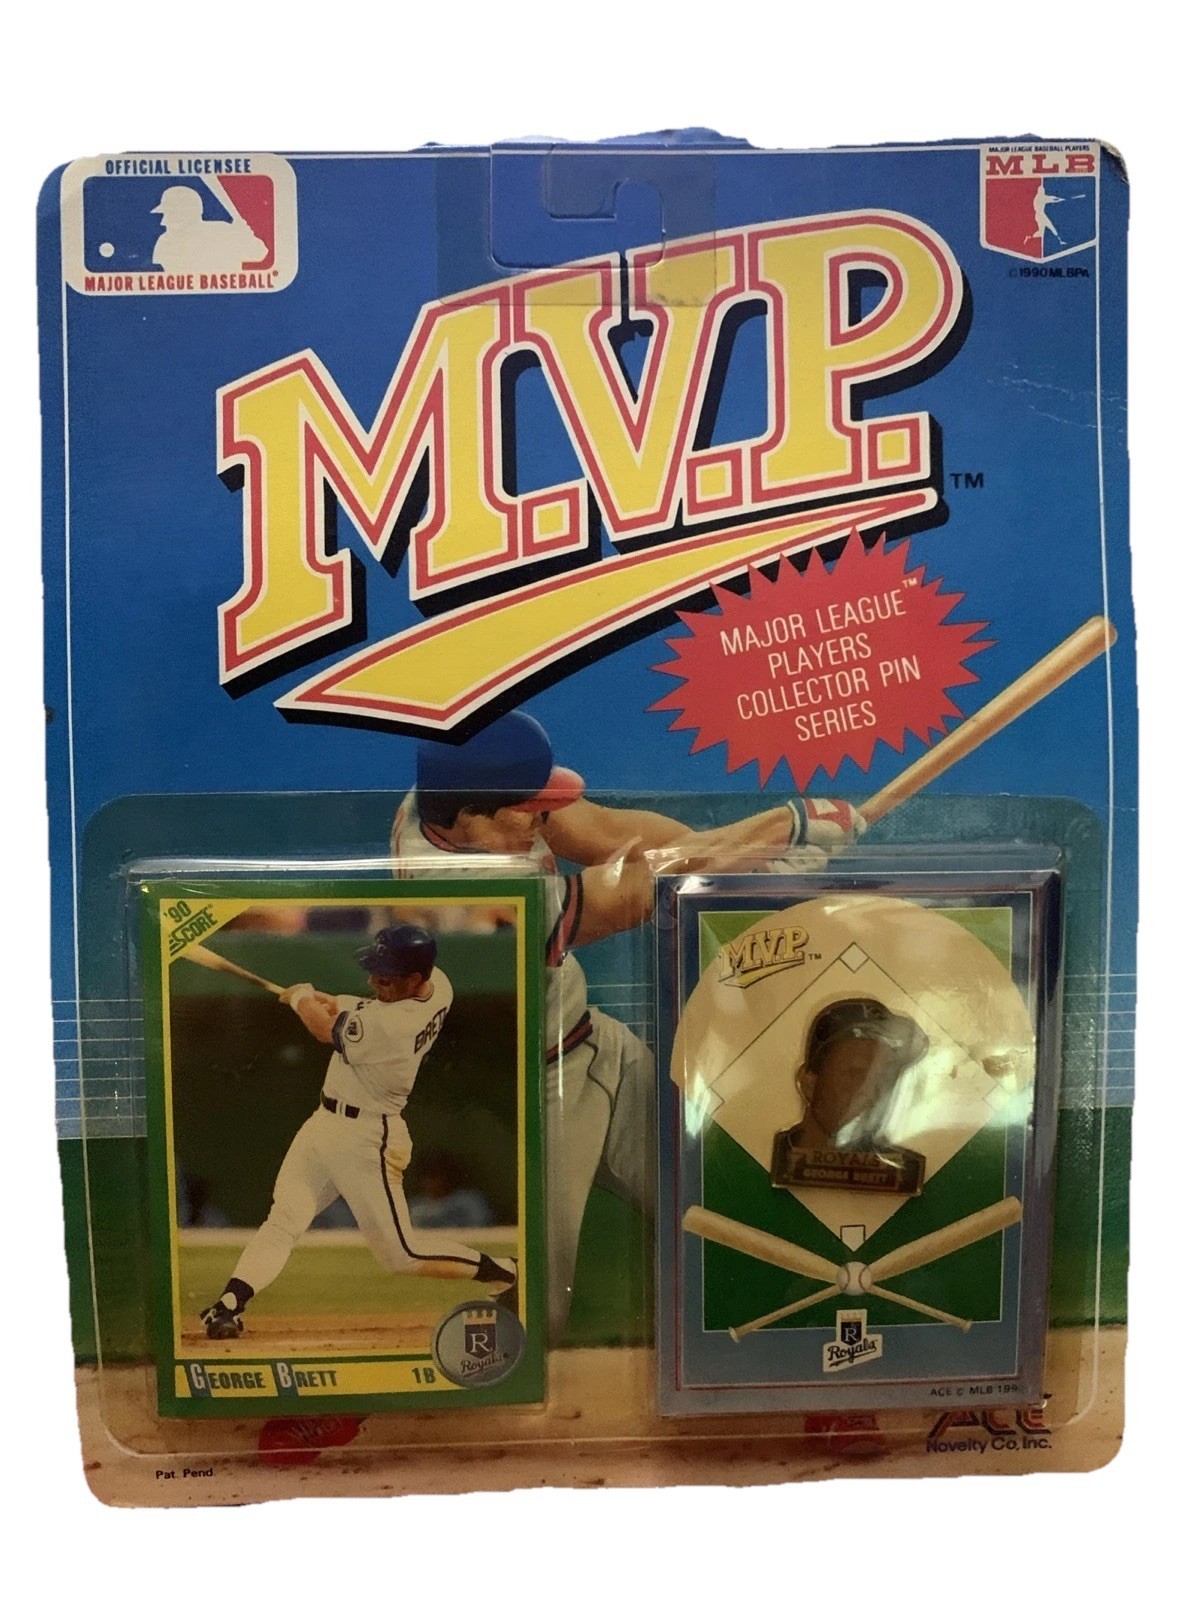 OFFICIAL LICENSEE
MAJOR LEAGUE BASEBALL®
MAJOR LEAGUE BASEBALL PLAYERS
MLB
©1990 MLBPA
M.V.P.
TM
MAJOR LEAGUE™
PLAYERS
COLLECTOR PIN
SERIES
'90
SCORE®
BRETT
R
Royals®
GEORGE BRETT 1B
M.V.P.™
ROYALS
GEORGE BRETT
R
Royals
ACE © MLB 199
ACE
Novelty Co, Inc.
Pat. Pend.